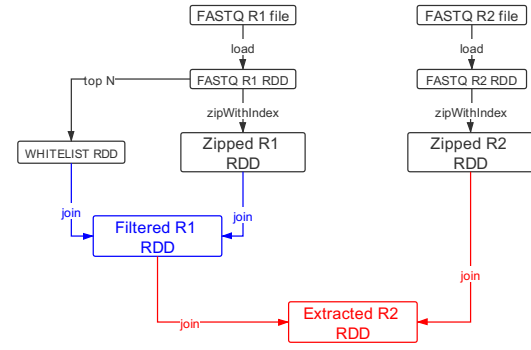 FASTQ R1 file
FASTQ R2 file
load
load
top N
FASTQ R1 RDD
FASTQ R2 RDD
zipWithIndex
zipWithIndex
WHITELIST RDD
Zipped R1
RDD
Zipped R2
RDD
join
join
Filtered R1
RDD
join
join
Extracted R2
RDD